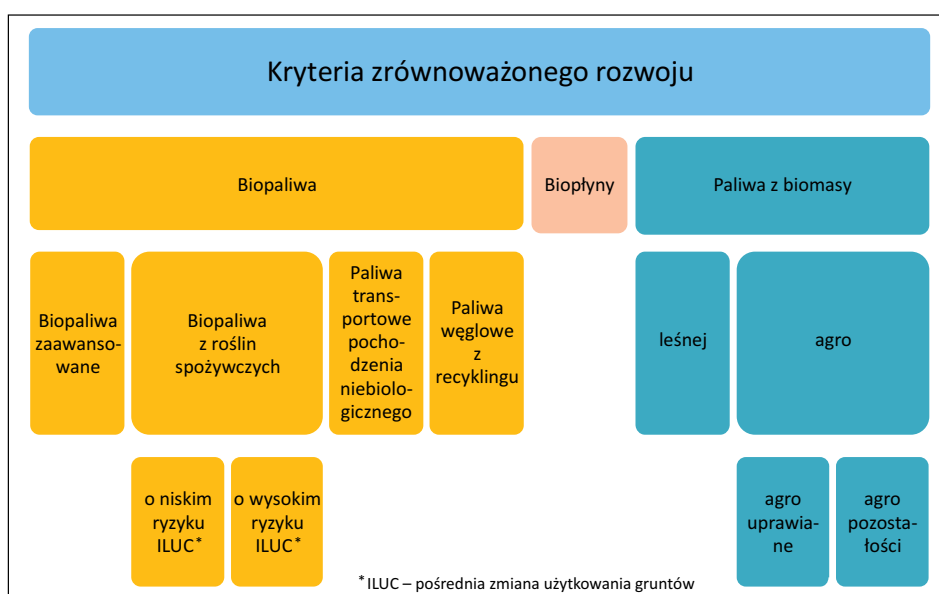 Kryteria zrównoważonego rozwoju
Biopaliwa
Biopłyny
Paliwa z biomasy
Biopaliwa
zaawanso-
wane
Biopaliwa
z roślin
spożywczych
Paliwa
trans-
portowe
pocho-
dzenia
niebiolo-
gicznego
Paliwa
węglowe
z
recyklingu
leśnej
agro
o niskim
ryzyku
ILUC*
o wysokim
ryzyku
ILUC*
agro
uprawia-
ne
agro
pozosta-
łości
*ILUC – pośrednia zmiana użytkowania gruntów